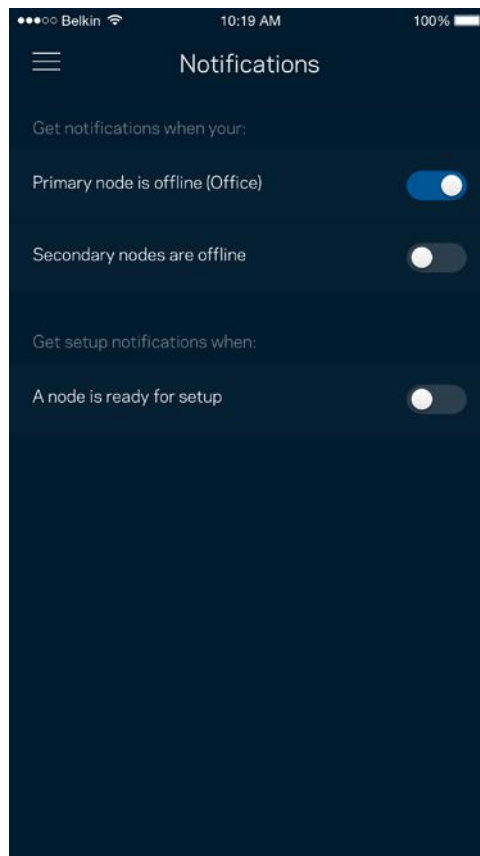 Belkin 10:19 AM 100%
Notifications
Get notifications when your:
Primary node is offline (Office)
Secondary nodes are offline
Get setup notifications when:
A node is ready for setup